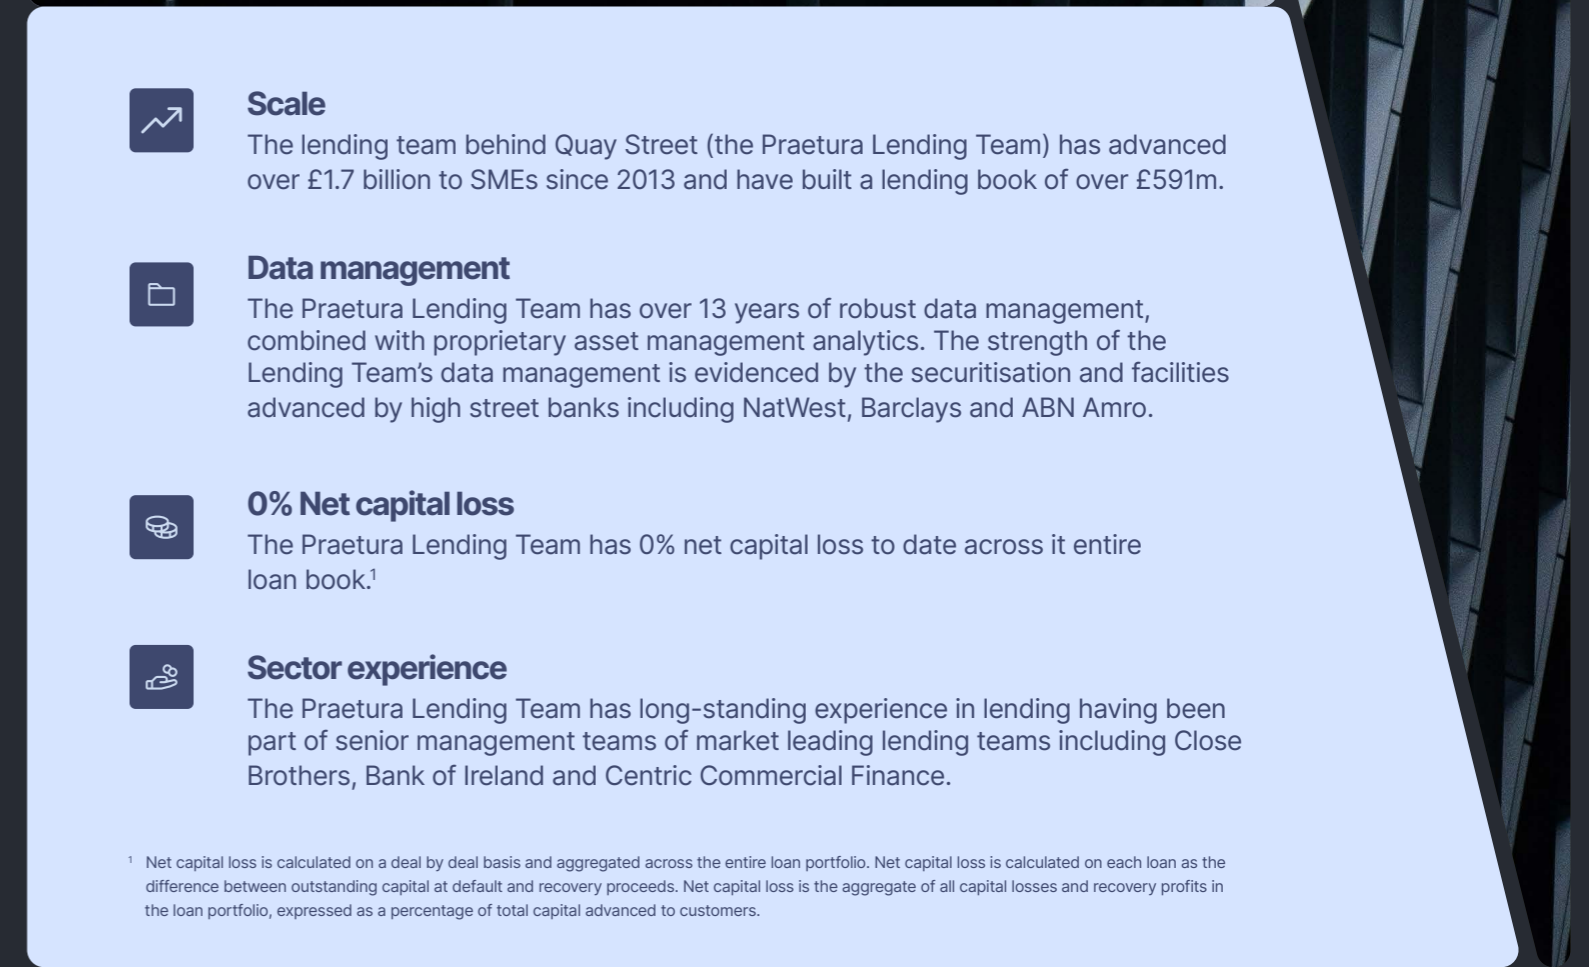 Scale
The lending team behind Quay Street (the Praetura Lending Team) has advanced
over £1.7 billion to SMEs since 2013 and have built a lending book of over £591m.
Data management
The Praetura Lending Team has over 13 years of robust data management,
combined with proprietary asset management analytics. The strength of the
Lending Team’s data management is evidenced by the securitisation and facilities
advanced by high street banks including NatWest, Barclays and ABN Amro.
0% Net capital loss
The Praetura Lending Team has 0% net capital loss to date across it entire
loan book.¹
Sector experience
The Praetura Lending Team has long-standing experience in lending having been
part of senior management teams of market leading lending teams including Close
Brothers, Bank of Ireland and Centric Commercial Finance.
¹ Net capital loss is calculated on a deal by deal basis and aggregated across the entire loan portfolio. Net capital loss is calculated on each loan as the
difference between outstanding capital at default and recovery proceeds. Net capital loss is the aggregate of all capital losses and recovery profits in
the loan portfolio, expressed as a percentage of total capital advanced to customers.